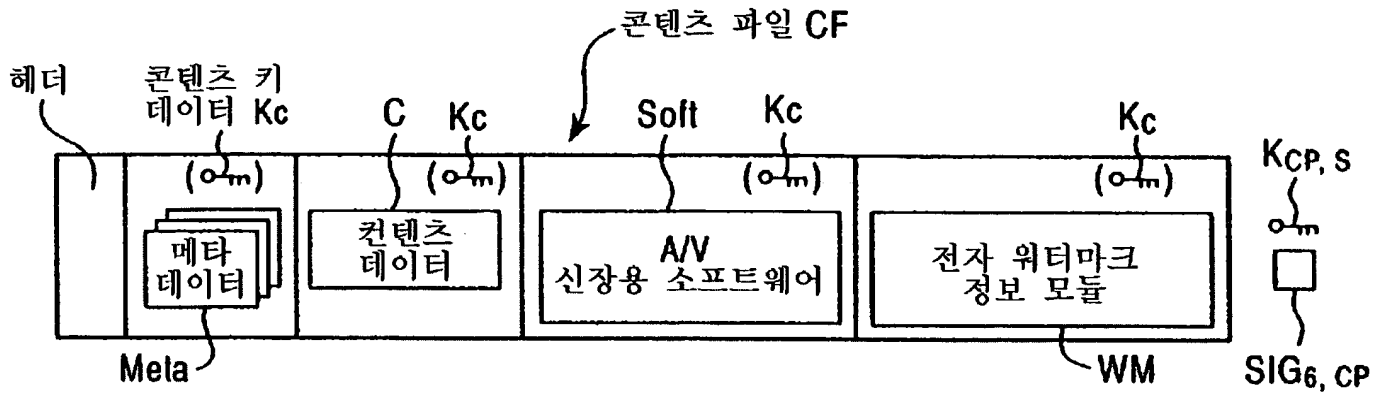 콘텐츠 파일 CF
헤더
콘텐츠 키
데이터 Kc
C
Kc
Soft
Kc
Kc
KCP, S
메타
데이터
컨텐츠
데이터
A/V
신장용 소프트웨어
전자 워터마크
정보 모듈
Meta
WM
SIG6, CP